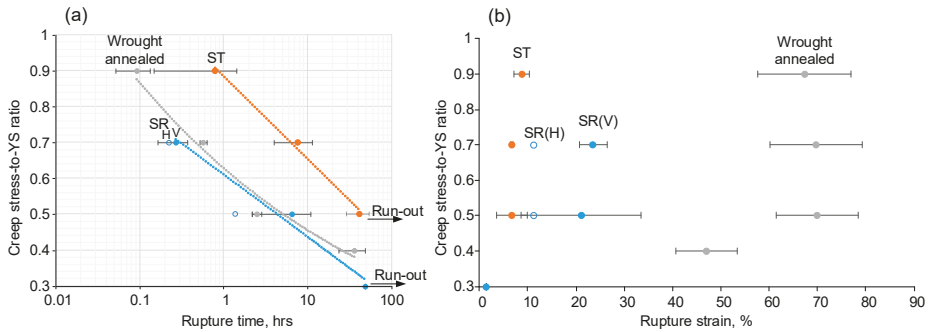 (a)
Wrought
annealed
ST
SR
H V
Run-out
Run-out
0.9
0.8
0.7
0.6
0.5
0.4
0.3
0.01
0.1
1
10
100
Creep stress-to-YS ratio
Rupture time, hrs
(b)
ST
Wrought
annealed
SR(H)
SR(V)
1
0.9
0.8
0.7
0.6
0.5
0.4
0.3
0
10
20
30
40
50
60
70
80
90
Creep stress-to-YS ratio
Rupture strain, %